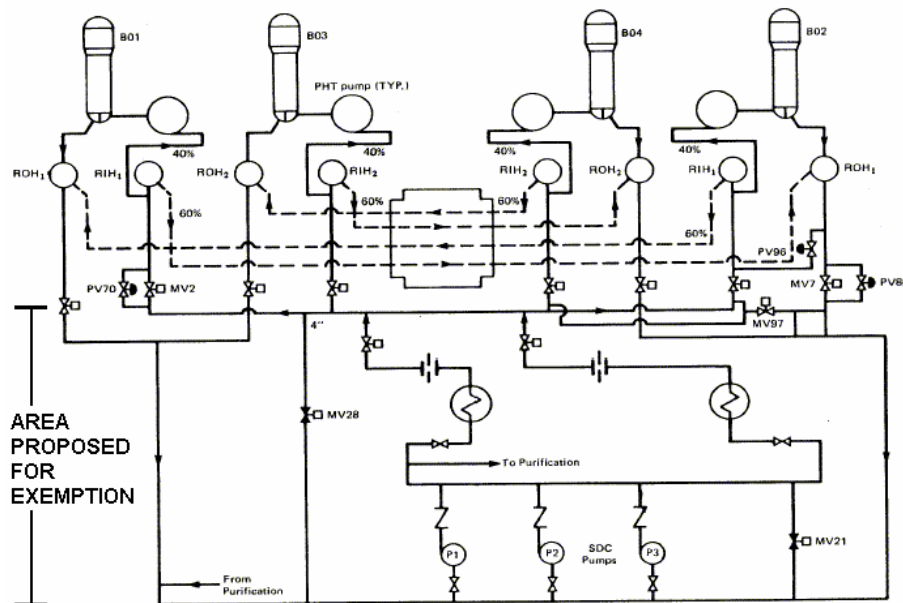 B01
B03
B04
B02
PHT pump (TYP.)
40%
40%
40%
40%
ROH₁
RIH₁
ROH₂
RIH₂
RIH₂
ROH₂
RIH₁
ROH₁
60%
60%
60%
60%
PV96
PV70
MV2
MV7
PV8
4"
MV97
AREA
PROPOSED
FOR
EXEMPTION
MV28
To Purification
P1
P2
SDC
Pumps
P3
MV21
From
Purification